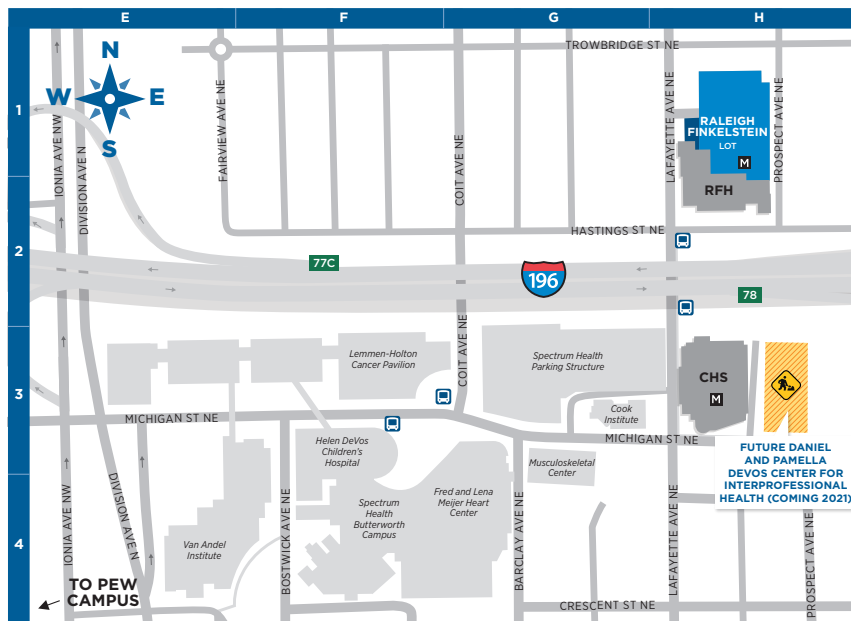 E
F
G
H
1
2
3
4
N
W
E
S
TROWBRIDGE ST NE
IONIA AVE NW
DIVISION AVE N
FAIRVIEW AVE NE
COIT AVE NE
LAFAYETTE AVE NE
PROSPECT AVE NE
RALEIGH
FINKELSTEIN
LOT
M
RFH
HASTINGS ST NE
77C
196
78
Lemmen-Holton
Cancer Pavilion
COIT AVE NE
Spectrum Health
Parking Structure
CHS
M
Cook
Institute
MICHIGAN ST NE
MICHIGAN ST NE
FUTURE DANIEL
AND PAMELLA
DEVOS CENTER FOR
INTERPROFESSIONAL
HEALTH (COMING 2021)
Helen DeVos
Children's
Hospital
Musculoskeletal
Center
Fred and Lena
Meijer Heart
Center
Spectrum
Health
Butterworth
Campus
Van Andel
Institute
IONIA AVE NW
DIVISION AVE N
BOSTWICK AVE NE
BARCLAY AVE NE
LAFAYETTE AVE NE
PROSPECT AVE NE
TO PEW
CAMPUS
CRESCENT ST NE